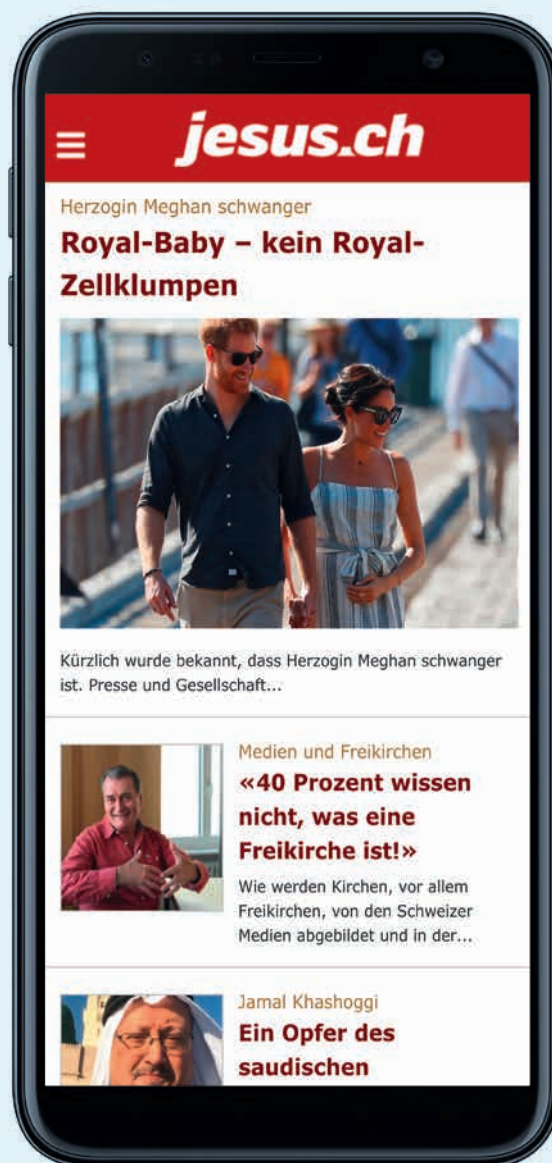 jesus.ch
Herzogin Meghan schwanger
Royal-Baby – kein Royal-
Zellklumpen
Kürzlich wurde bekannt, dass Herzogin Meghan schwanger
ist. Presse und Gesellschaft...
Medien und Freikirchen
«40 Prozent wissen
nicht, was eine
Freikirche ist!»
Wie werden Kirchen, vor allem
Freikirchen, von den Schweizer
Medien abgebildet und in der...
Jamal Khashoggi
Ein Opfer des
saudischen